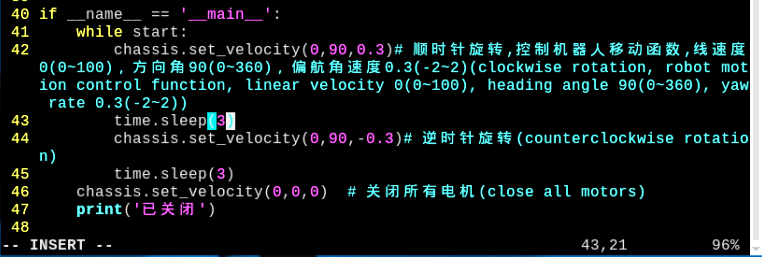 40 if __name__ == '__main__':
41     while start:
42         chassis.set_velocity(0,90,0.3)# 顺时针旋转,控制机器人移动函数,线速度
0(0~100),方向角90(0~360),偏航角速度0.3(-2~2)(clockwise rotation, robot mot
ion control function, linear velocity 0(0~100), heading angle 90(0~360), yaw
 rate 0.3(-2~2))
43         time.sleep(3)
44         chassis.set_velocity(0,90,-0.3)# 逆时针旋转(counterclockwise rotatio
n)
45         time.sleep(3)
46     chassis.set_velocity(0,0,0)  # 关闭所有电机(close all motors)
47     print('已关闭')
48
-- INSERT -- 43,21 96%